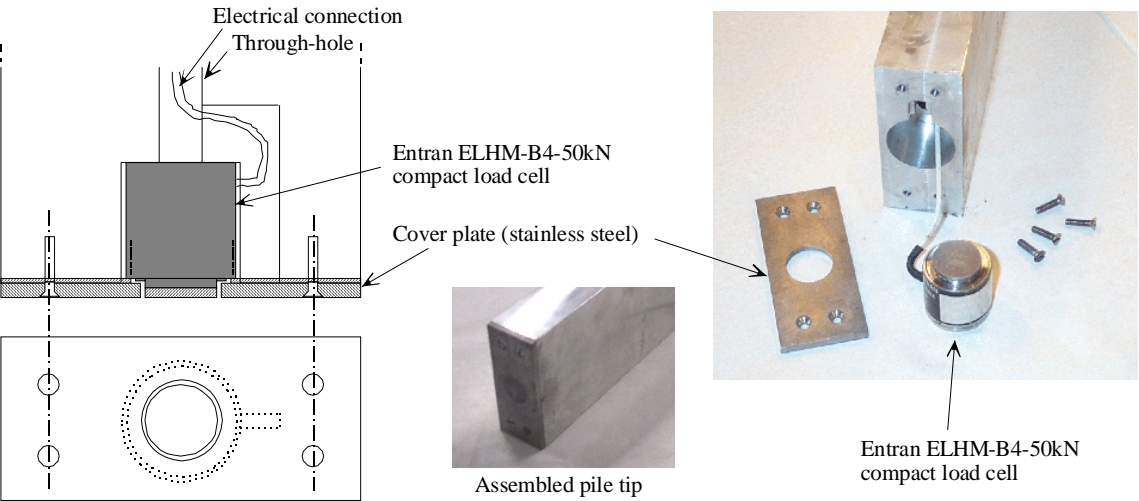 Electrical connection
Through-hole
Entran ELHM-B4-50kN
compact load cell
Cover plate (stainless steel)
Assembled pile tip
Entran ELHM-B4-50kN
compact load cell